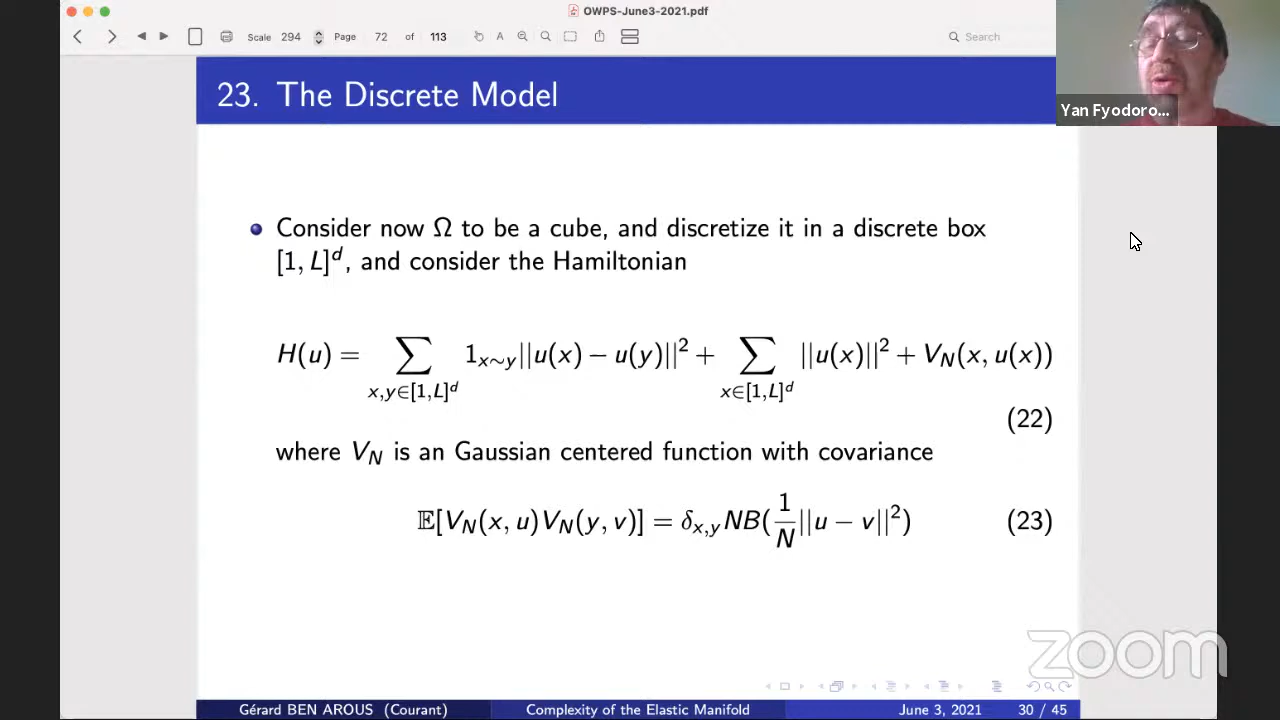 OWPS-June3-2021.pdf
Scale 294 Page 72 of 113 Search
23. The Discrete Model
Yan Fyodoro...
Consider now Ω to be a cube, and discretize it in a discrete box
[1, L]^d, and consider the Hamiltonian
H(u) = ∑_{x,y∈[1,L]^d} 1_{x∼y}||u(x) − u(y)||² + ∑_{x∈[1,L]^d} ||u(x)||² + V_N(x, u(x))
(22)
where V_N is an Gaussian centered function with covariance
𝔼[V_N(x, u)V_N(y, v)] = δ_{x,y} NB(1/N ||u − v||²) (23)
zoom
Gérard BEN AROUS (Courant) Complexity of the Elastic Manifold June 3, 2021 30 / 45